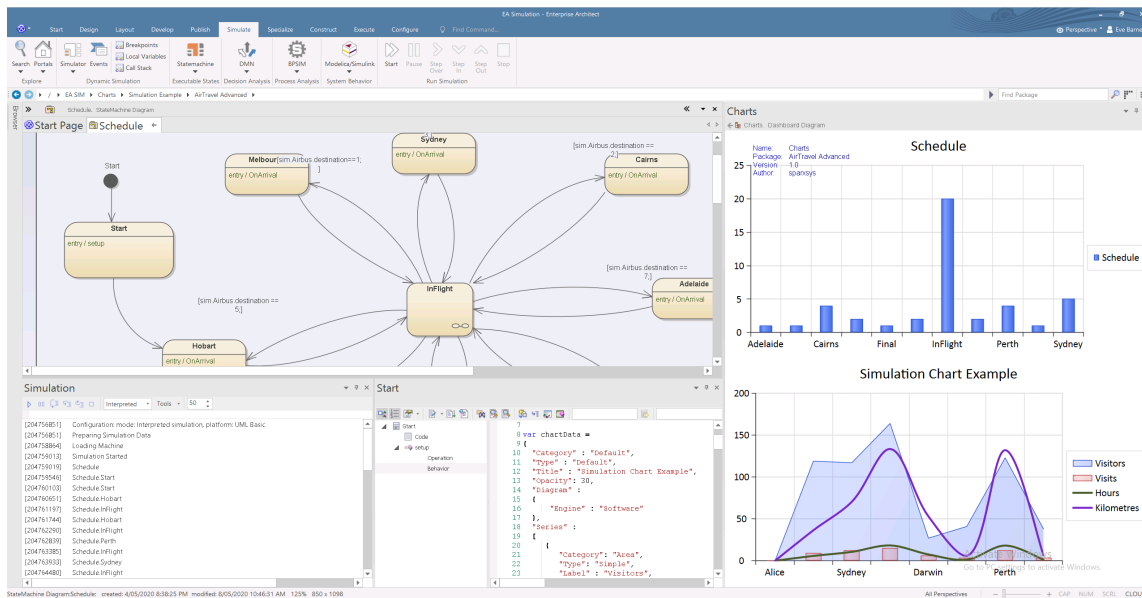 EA Simulation - Enterprise Architect
Start Design Layout Develop Publish Simulate Specialize Construct Execute Configure Find Command...
Perspective Eve Barne
Search Portals Simulator Events Breakpoints Local Variables Call Stack Statemachine DMN BPSIM Modelica/Simulink Start Pause Step Over Step In Step Out Stop
Explore Dynamic Simulation Executable States Decision Analysis Process Analysis System Behavior Run Simulation
/ EA SIM Charts Simulation Example AirTravel Advanced Find Package
Browser
Schedule: StateMachine Diagram
Start Page Schedule
Start
Start
entry / setup
Melbour[sim.Airbus.destination==1;
]
entry / OnArrival
Sydney
entry / OnArrival
[sim.Airbus.destination ==
2;]
Cairns
entry / OnArrival
[sim.Airbus.destination ==
7;]
Adelaide
entry / OnArrival
InFlight
[sim.Airbus.destination ==
5;]
Hobart
entry / OnArrival
Charts
Charts: Dashboard Diagram
Name: Charts
Package: AirTravel Advanced
Version: 1.0
Author: sparxsys
Schedule
25
20
15
10
5
0
Adelaide Cairns Final InFlight Perth Sydney
Schedule
Simulation Chart Example
200
150
100
50
0
Alice Sydney Darwin Perth
Visitors
Visits
Hours
Kilometres
Go to PC settings to activate Windows.
Simulation
Interpreted Tools 50
[204756851] Configuration: mode: Interpreted simulation, platform: UML Basic
[204756851] Preparing Simulation Data
[204758864] Loading Machine
[204759013] Simulation Started
[204759019] Schedule
[204759546] Schedule.Start
[204760103] Schedule.Start
[204760651] Schedule.Hobart
[204761197] Schedule.InFlight
[204761744] Schedule.Hobart
[204762290] Schedule.InFlight
[204762839] Schedule.Perth
[204763385] Schedule.InFlight
[204763933] Schedule.Sydney
[204764480] Schedule.InFlight
Start
Start
Code
setup
Operation
Behavior
7
8 var chartData =
9 {
10 "Category" : "Default",
11 "Type" : "Default",
12 "Title" : "Simulation Chart Example",
13 "Opacity": 30,
14 "Diagram" :
15 {
16 "Engine" : "Software"
17 },
18 "Series" :
19 [
20 {
21 "Category": "Area",
22 "Type": "Simple",
23 "Label" : "Visitors",
StateMachine Diagram:Schedule: created: 4/05/2020 8:38:25 PM modified: 8/05/2020 10:46:31 AM 125% 850 x 1098
All Perspectives CAP NUM SCRL CLOU